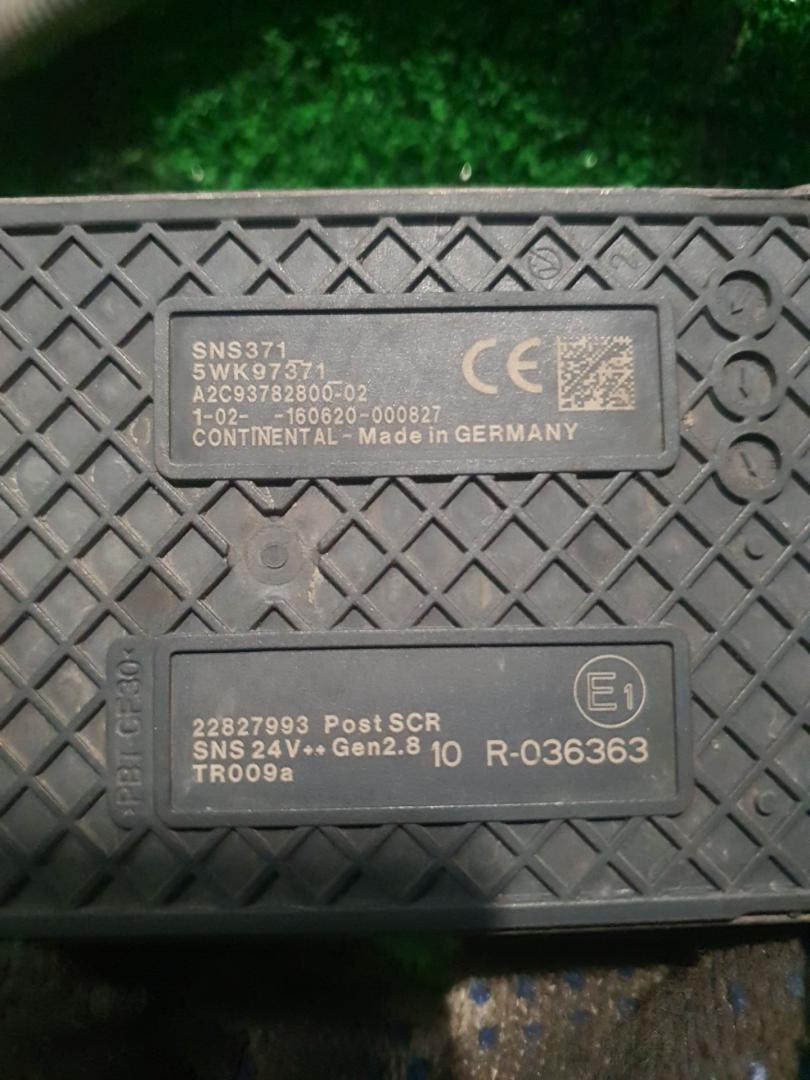 SNS371
5WK97371
A2C93782800-02
1-02- -160620-000827
CONTINENTAL - Made in GERMANY
CE
>PBT GF30<
22827993 Post SCR
SNS 24V++ Gen2.8
TR009a
E1
10 R-036363